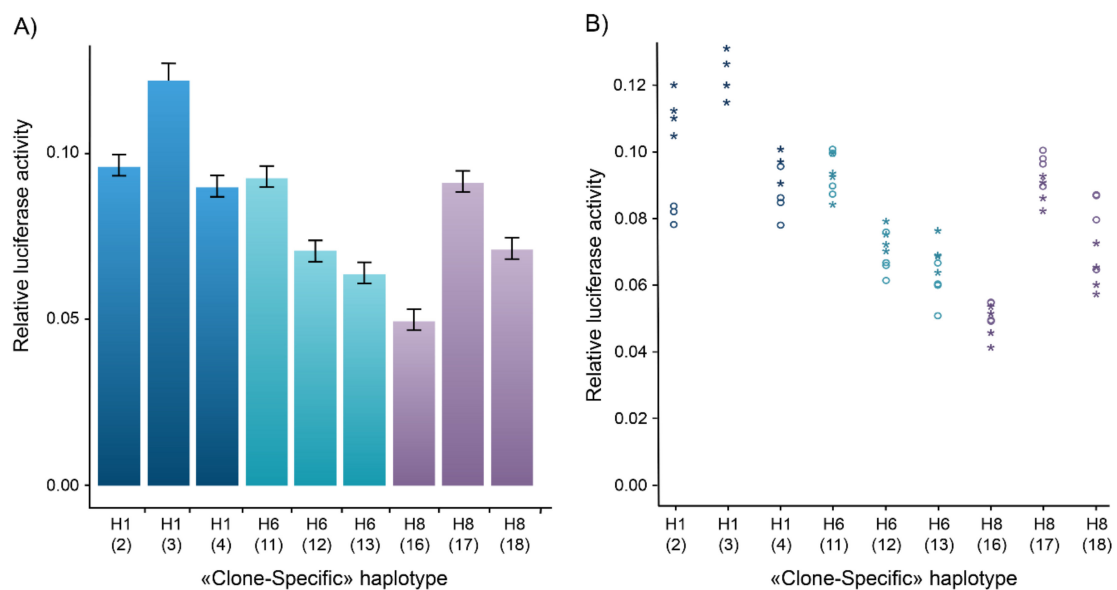 A)
Relative luciferase activity
0.10
0.05
0.00
H1 H1 H1 H6 H6 H6 H8 H8 H8
(2) (3) (4) (11) (12) (13) (16) (17) (18)
«Clone-Specific» haplotype
B)
Relative luciferase activity
0.12
0.10
0.08
0.06
0.04
0.02
0.00
H1 H1 H1 H6 H6 H6 H8 H8 H8
(2) (3) (4) (11) (12) (13) (16) (17) (18)
«Clone-Specific» haplotype